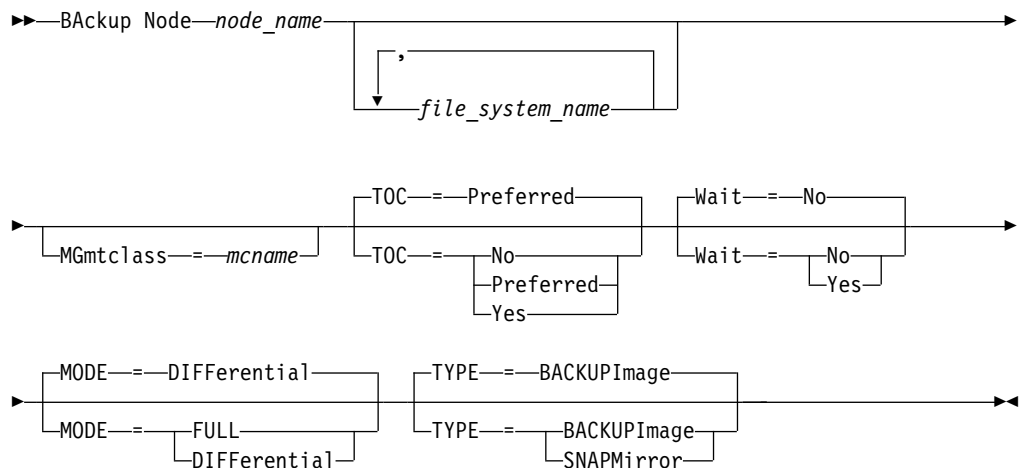 BAckup Node node_name
,
file_system_name
TOC = Preferred Wait = No
MGmtclass = mcname TOC = No Wait = No
Preferred Yes
Yes
MODE = DIFFerential TYPE = BACKUPImage
MODE = FULL TYPE = BACKUPImage
DIFFerential SNAPMirror